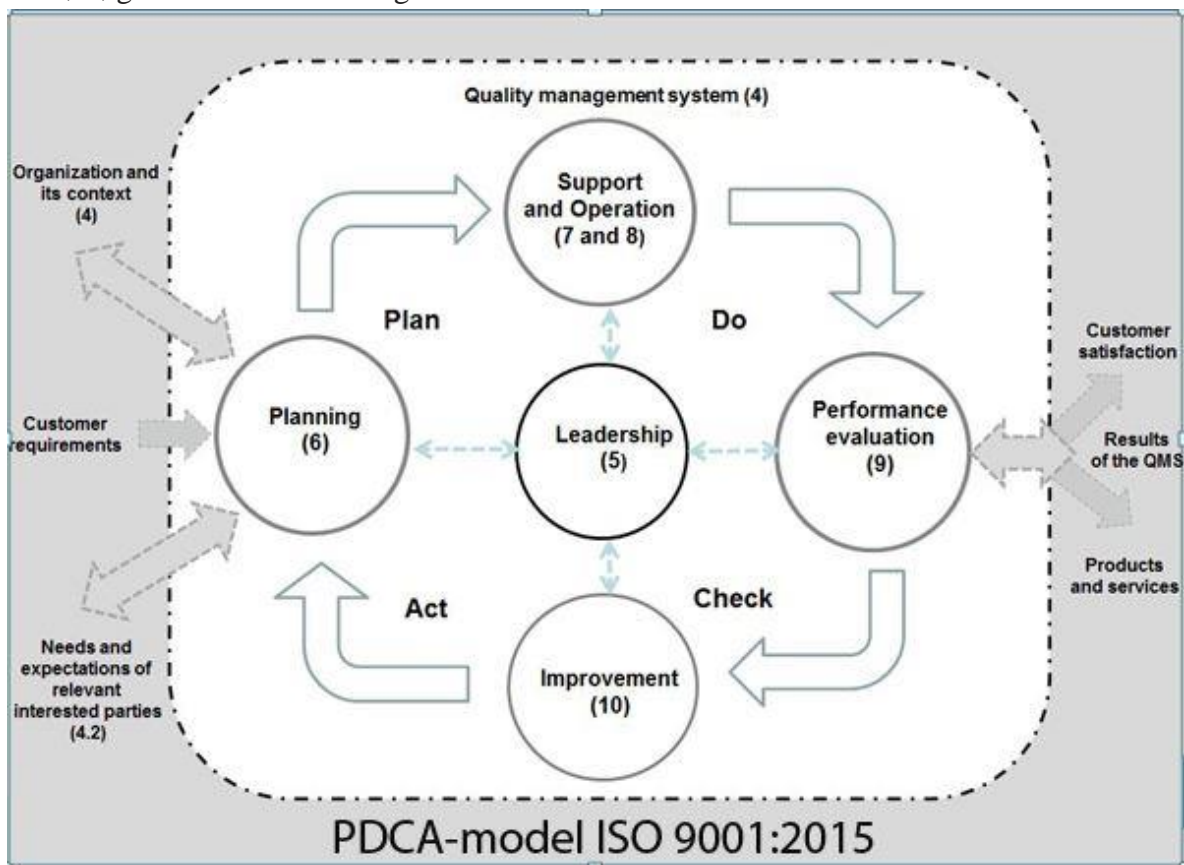 Quality management system (4)
Organization and
its context
(4)
Support
and Operation
(7 and 8)
Plan
Do
Customer
requirements
Planning
(6)
Leadership
(5)
Performance
evaluation
(9)
Customer
satisfaction
Results
of the QMS
Products
and services
Act
Check
Needs and
expectations of
relevant
interested parties
(4.2)
Improvement
(10)
PDCA-model ISO 9001:2015